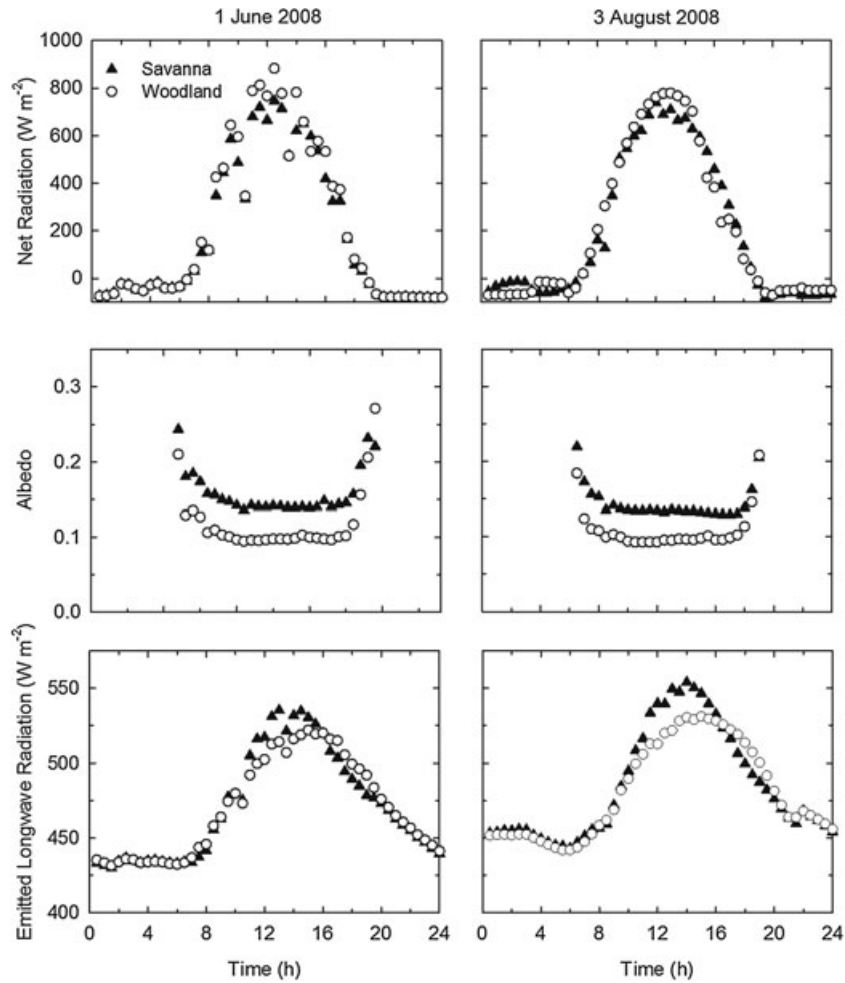 1 June 2008
3 August 2008
1000
800
600
400
200
0
Net Radiation (W m-2)
Savanna
Woodland
0.3
0.2
0.1
0.0
Albedo
550
500
450
400
Emitted Longwave Radiation (W m-2)
0 4 8 12 16 20 24
Time (h)
0 4 8 12 16 20 24
Time (h)